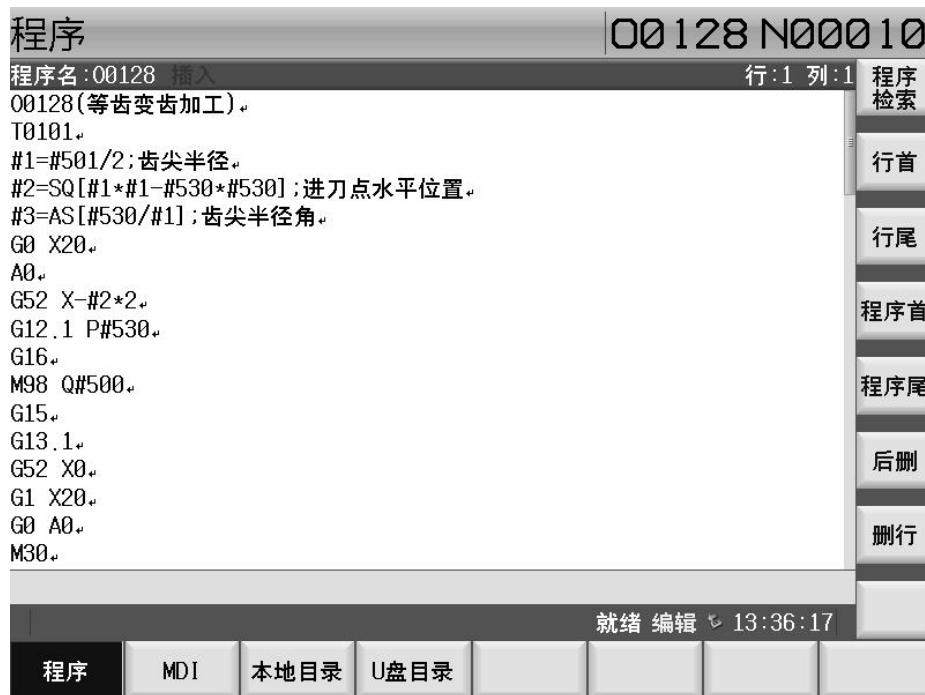 程序
O0128 N00010
程序名:O0128 插入 行:1 列:1
O0128(等齿变齿加工)↵
T0101↵
#1=#501/2;齿尖半径↵
#2=SQ[#1*#1-#530*#530];进刀点水平位置↵
#3=AS[#530/#1];齿尖半径角↵
G0 X20↵
A0↵
G52 X-#2*2↵
G12.1 P#530↵
G16↵
M98 Q#500↵
G15↵
G13.1↵
G52 X0↵
G1 X20↵
G0 A0↵
M30↵
程序
检索
行首
行尾
程序首
程序尾
后删
删行
就绪 编辑 13:36:17
程序 MDI 本地目录 U盘目录